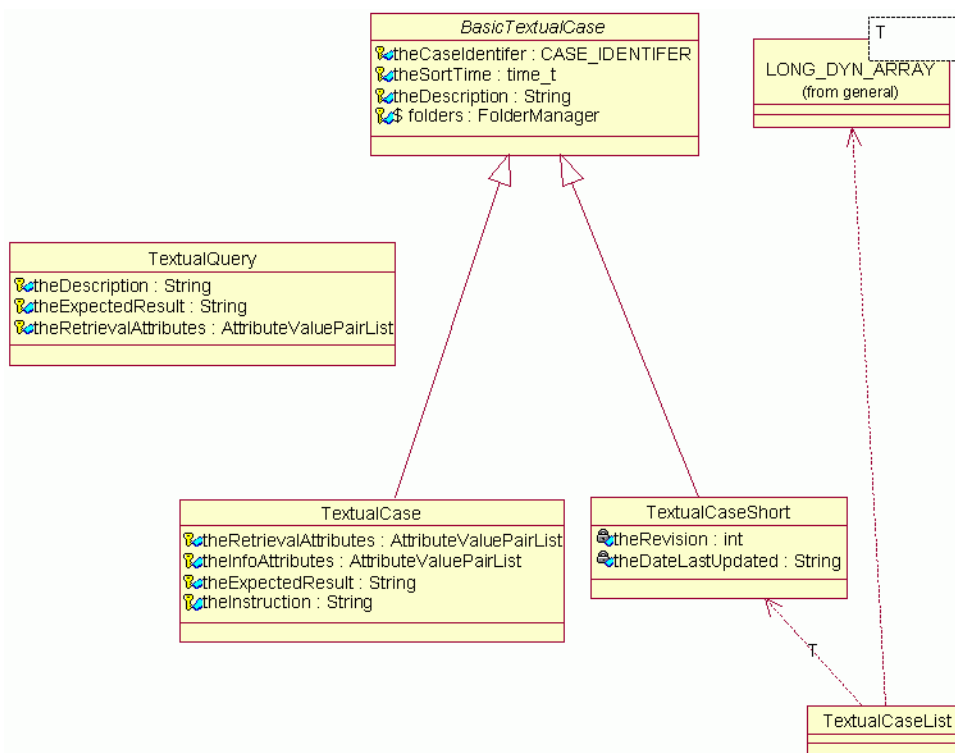 BasicTextualCase
theCaseIdentifer : CASE_IDENTIFER
theSortTime : time_t
theDescription : String
$ folders : FolderManager
T
LONG_DYN_ARRAY
(from general)
TextualQuery
theDescription : String
theExpectedResult : String
theRetrievalAttributes : AttributeValuePairList
TextualCase
theRetrievalAttributes : AttributeValuePairList
theInfoAttributes : AttributeValuePairList
theExpectedResult : String
theInstruction : String
TextualCaseShort
theRevision : int
theDateLastUpdated : String
T
TextualCaseList